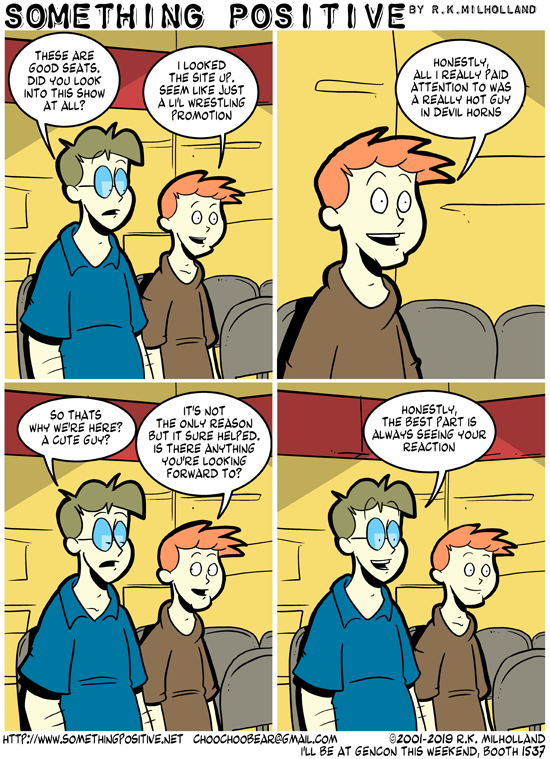 SOMETHING POSITIVE BY R.K.MILHOLLAND
THESE ARE
GOOD SEATS.
DID YOU LOOK
INTO THIS SHOW
AT ALL?
I LOOKED
THE SITE UP.
SEEM LIKE JUST
A LI'L WRESTLING
PROMOTION
HONESTLY,
ALL I REALLY PAID
ATTENTION TO WAS
A REALLY HOT GUY
IN DEVIL HORNS
SO THATS
WHY WE'RE HERE?
A CUTE GUY?
IT'S NOT
THE ONLY REASON
BUT IT SURE HELPED.
IS THERE ANYTHING
YOU'RE LOOKING
FORWARD TO?
HONESTLY,
THE BEST PART IS
ALWAYS SEEING YOUR
REACTION
HTTP://WWW.SOMETHINGPOSITIVE.NET CHOOCHOOBEAR@GMAIL.COM ©2001-2019 R.K. MILHOLLAND
I'LL BE AT GENCON THIS WEEKEND, BOOTH 1537